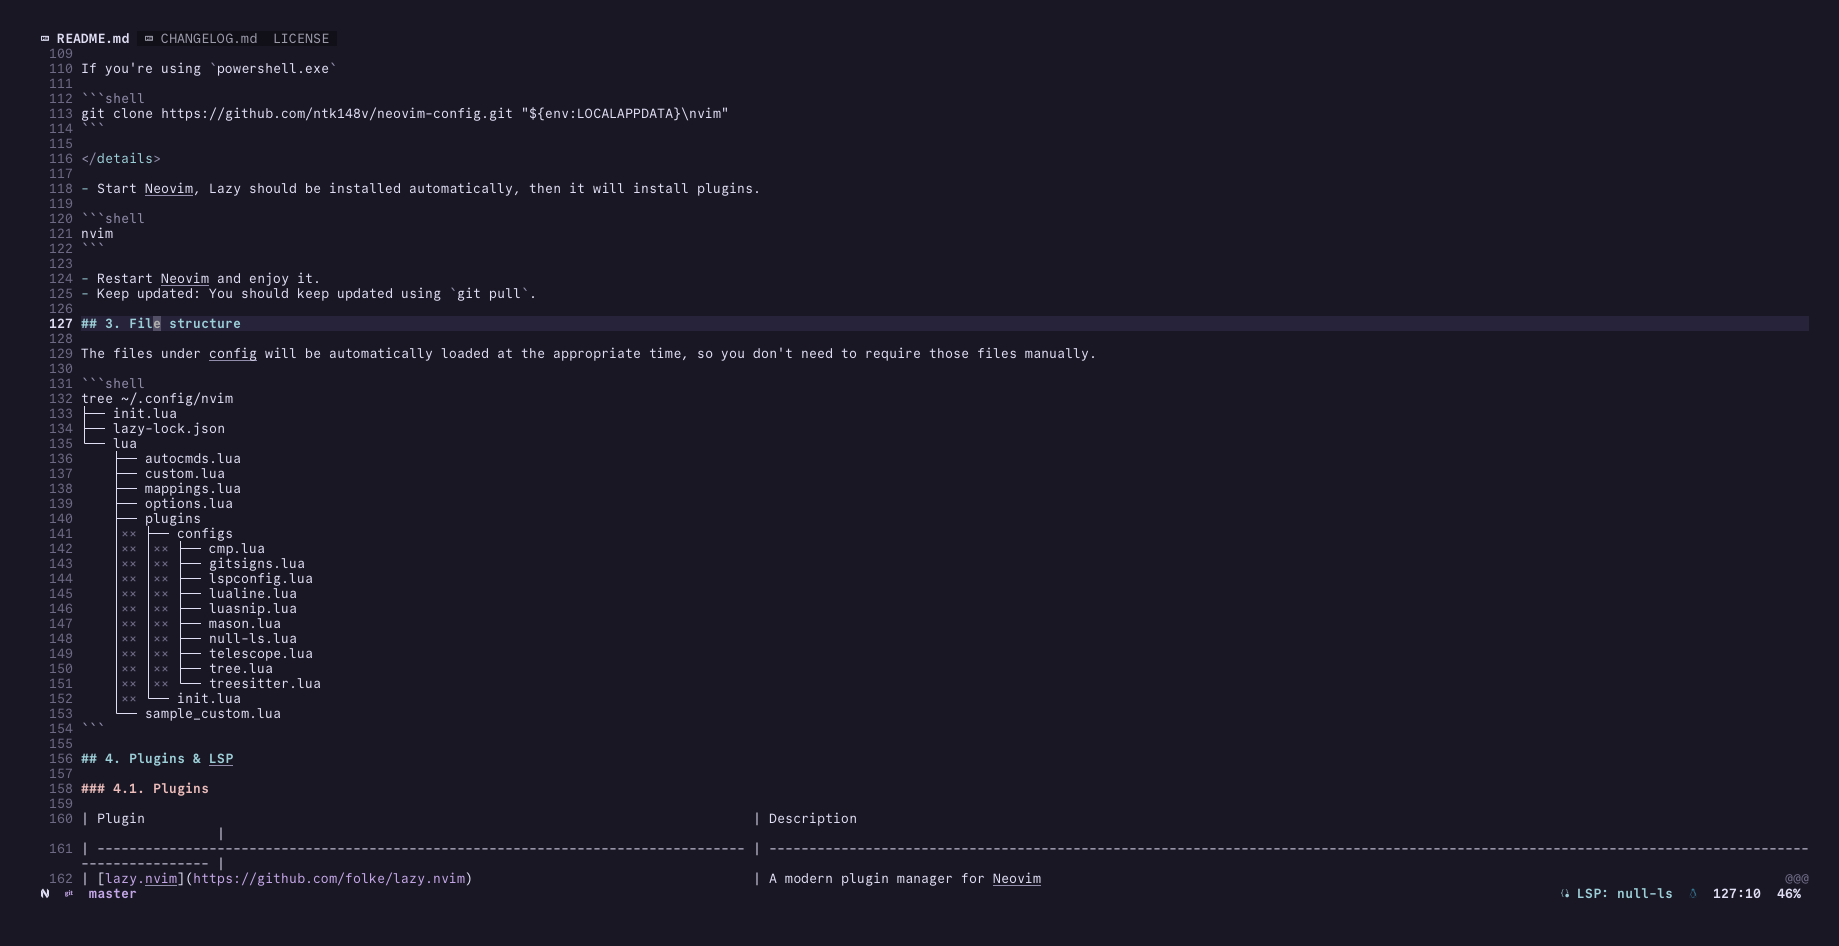 README.md CHANGELOG.md LICENSE
109
110 If you're using `powershell.exe`
111
112 ```shell
113 git clone https://github.com/ntk148v/neovim-config.git "${env:LOCALAPPDATA}\nvim"
114 ```
115
116 </details>
117
118 - Start Neovim, Lazy should be installed automatically, then it will install plugins.
119
120 ```shell
121 nvim
122 ```
123
124 - Restart Neovim and enjoy it.
125 - Keep updated: You should keep updated using `git pull`.
126
127 ## 3. File structure
128
129 The files under config will be automatically loaded at the appropriate time, so you don't need to require those files manually.
130
131 ```shell
132 tree ~/.config/nvim
133 ├── init.lua
134 ├── lazy-lock.json
135 └── lua
136     ├── autocmds.lua
137     ├── custom.lua
138     ├── mappings.lua
139     ├── options.lua
140     ├── plugins
141     │×× ├── configs
142     │×× │×× ├── cmp.lua
143     │×× │×× ├── gitsigns.lua
144     │×× │×× ├── lspconfig.lua
145     │×× │×× ├── lualine.lua
146     │×× │×× ├── luasnip.lua
147     │×× │×× ├── mason.lua
148     │×× │×× ├── null-ls.lua
149     │×× │×× ├── telescope.lua
150     │×× │×× ├── tree.lua
151     │×× │×× └── treesitter.lua
152     │×× └── init.lua
153     └── sample_custom.lua
154 ```
155
156 ## 4. Plugins & LSP
157
158 ### 4.1. Plugins
159
160 | Plugin | Description
|
161 | --------------------------------------------------------------------------------- | ----------------------------------------------------------------------------------------------------------------------------------
---------------- |
162 | [lazy.nvim](https://github.com/folke/lazy.nvim) | A modern plugin manager for Neovim @@@
git master LSP: null-ls 127:10 46%